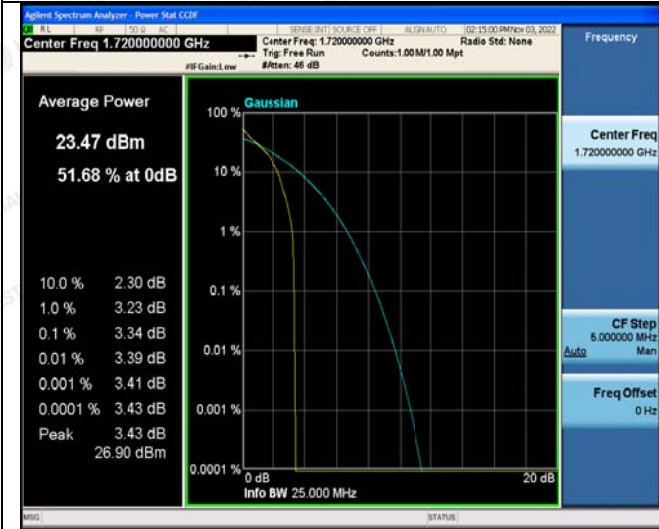 Agilent Spectrum Analyzer - Power Stat CCDF
RL RF 50 Ω AC SENSE:INT SOURCE OFF ALIGNAUTO 02:15:00 PM Nov 03, 2022
Center Freq 1.720000000 GHz
Center Freq: 1.720000000 GHz Radio Std: None
Trig: Free Run Counts:1.00 M/1.00 Mpt
#IFGain:Low #Atten: 46 dB
Frequency
Average Power
23.47 dBm
51.68 % at 0dB
10.0 % 2.30 dB
1.0 % 3.23 dB
0.1 % 3.34 dB
0.01 % 3.39 dB
0.001 % 3.41 dB
0.0001 % 3.43 dB
Peak 3.43 dB
26.90 dBm
Gaussian
100 %
10 %
1 %
0.1 %
0.01 %
0.001 %
0.0001 %
0 dB 20 dB
Info BW 25.000 MHz
Center Freq
1.720000000 GHz
CF Step
5.000000 MHz
Auto Man
Freq Offset
0 Hz
MSG STATUS